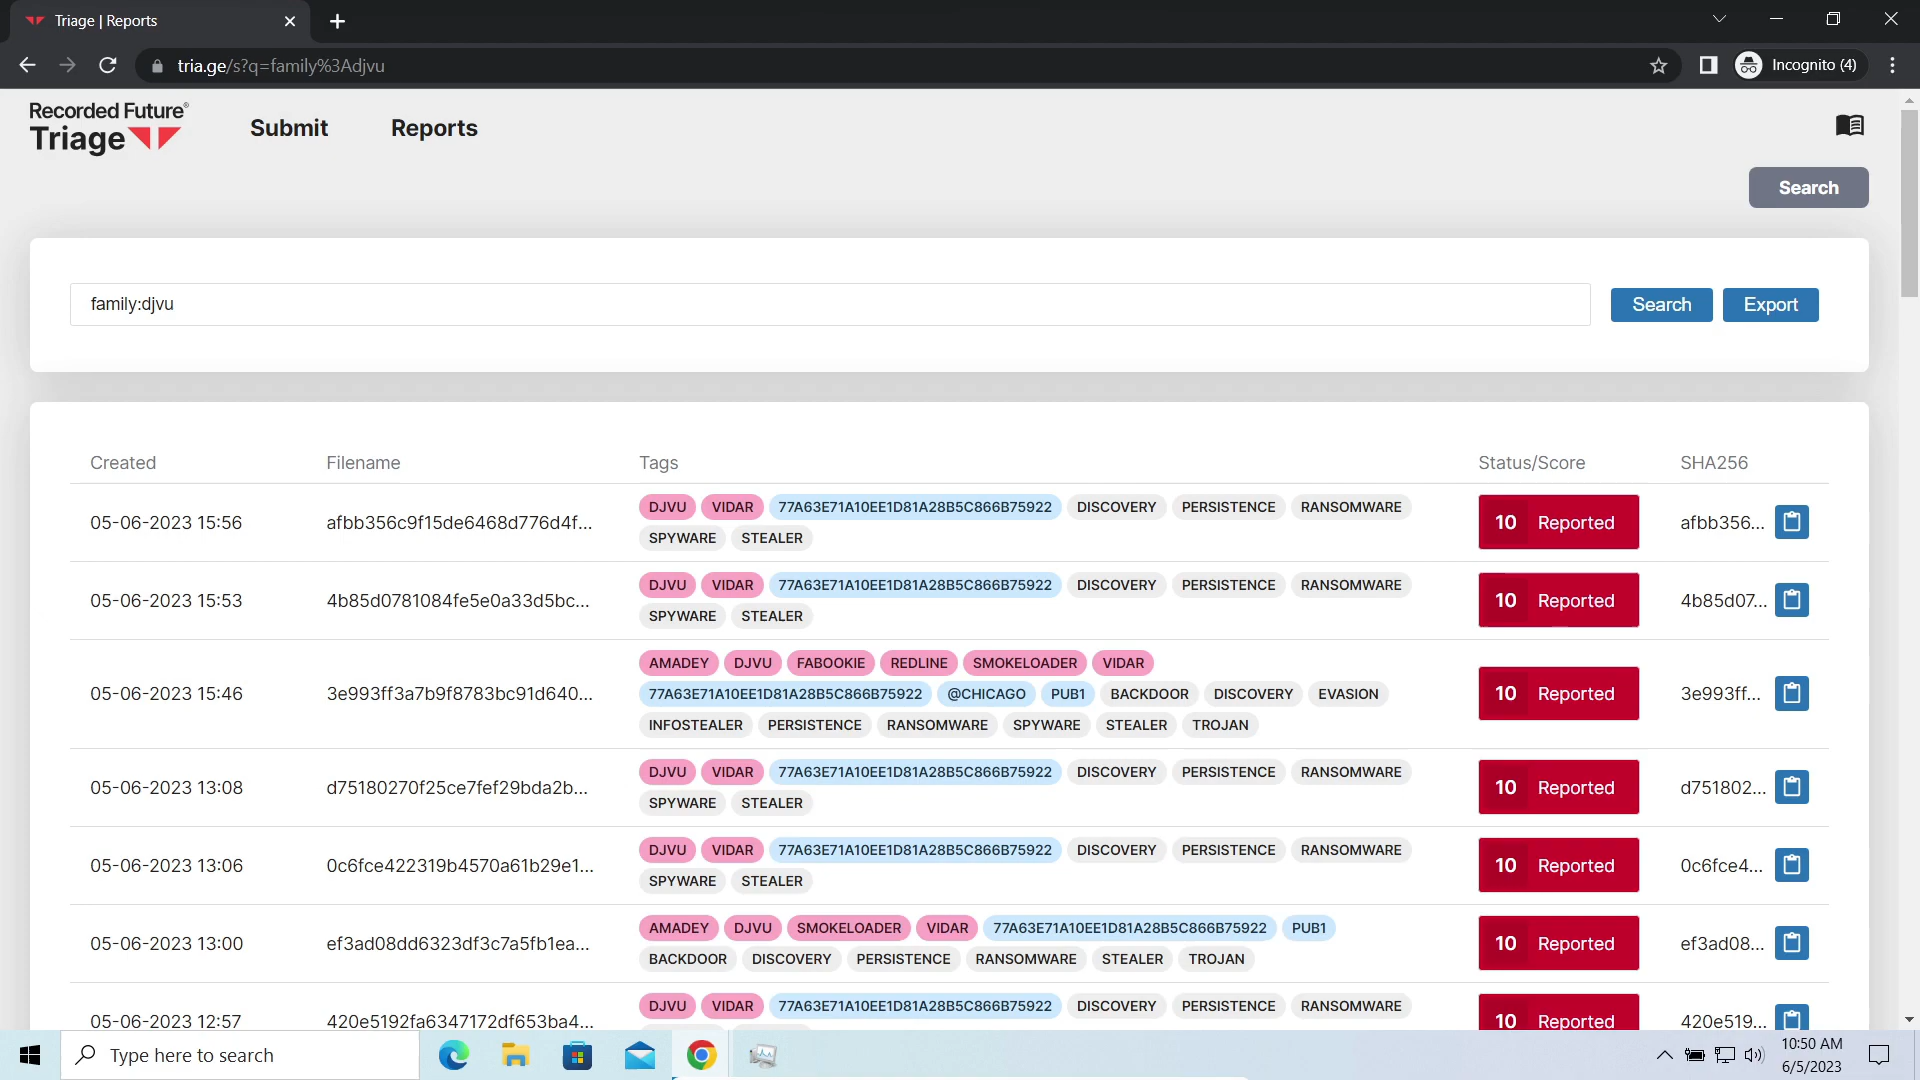 Triage | Reports
tria.ge/s?q=family%3Adjvu
Incognito (4)
Recorded Future®
Triage
Submit
Reports
Search
family:djvu
Search
Export
Created Filename Tags Status/Score SHA256
DJVU VIDAR 77A63E71A10EE1D81A28B5C866B75922 DISCOVERY PERSISTENCE RANSOMWARE
05-06-2023 15:56 afbb356c9f15de6468d776d4f... 10 Reported afbb356...
SPYWARE STEALER
DJVU VIDAR 77A63E71A10EE1D81A28B5C866B75922 DISCOVERY PERSISTENCE RANSOMWARE
05-06-2023 15:53 4b85d0781084fe5e0a33d5bc... 10 Reported 4b85d07...
SPYWARE STEALER
AMADEY DJVU FABOOKIE REDLINE SMOKELOADER VIDAR
05-06-2023 15:46 3e993ff3a7b9f8783bc91d640... 77A63E71A10EE1D81A28B5C866B75922 @CHICAGO PUB1 BACKDOOR DISCOVERY EVASION 10 Reported 3e993ff...
INFOSTEALER PERSISTENCE RANSOMWARE SPYWARE STEALER TROJAN
DJVU VIDAR 77A63E71A10EE1D81A28B5C866B75922 DISCOVERY PERSISTENCE RANSOMWARE
05-06-2023 13:08 d75180270f25ce7fef29bda2b... 10 Reported d751802...
SPYWARE STEALER
DJVU VIDAR 77A63E71A10EE1D81A28B5C866B75922 DISCOVERY PERSISTENCE RANSOMWARE
05-06-2023 13:06 0c6fce422319b4570a61b29e1... 10 Reported 0c6fce4...
SPYWARE STEALER
AMADEY DJVU SMOKELOADER VIDAR 77A63E71A10EE1D81A28B5C866B75922 PUB1
05-06-2023 13:00 ef3ad08dd6323df3c7a5fb1ea... 10 Reported ef3ad08...
BACKDOOR DISCOVERY PERSISTENCE RANSOMWARE STEALER TROJAN
DJVU VIDAR 77A63E71A10EE1D81A28B5C866B75922 DISCOVERY PERSISTENCE RANSOMWARE
05-06-2023 12:57 420e5192fa6347172df653ba4... 10 Reported 420e519...
Type here to search
10:50 AM
6/5/2023